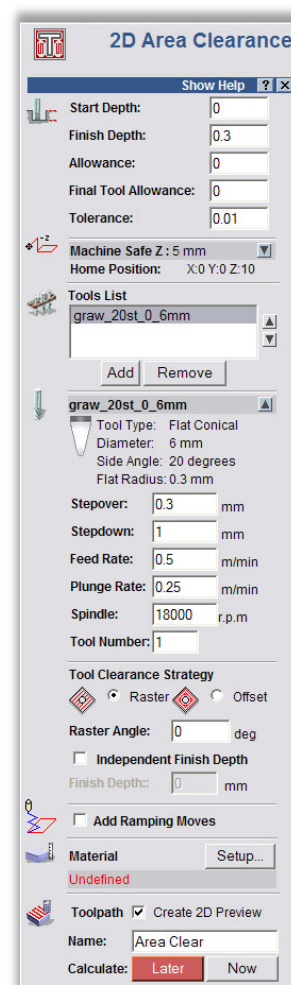 2D Area Clearance
Show Help ? ×
Start Depth: 0
Finish Depth: 0.3
Allowance: 0
Final Tool Allowance: 0
Tolerance: 0.01
Machine Safe Z : 5 mm
Home Position: X:0 Y:0 Z:10
Tools List
graw_20st_0_6mm
Add Remove
graw_20st_0_6mm
Tool Type: Flat Conical
Diameter: 6 mm
Side Angle: 20 degrees
Flat Radius: 0.3 mm
Stepover: 0.3 mm
Stepdown: 1 mm
Feed Rate: 0.5 m/min
Plunge Rate: 0.25 m/min
Spindle: 18000 r.p.m
Tool Number: 1
Tool Clearance Strategy
Raster Offset
Raster Angle: 0 deg
Independent Finish Depth
Finish Depth:: 0 mm
Add Ramping Moves
Material Setup...
Undefined
Toolpath Create 2D Preview
Name: Area Clear
Calculate: Later Now